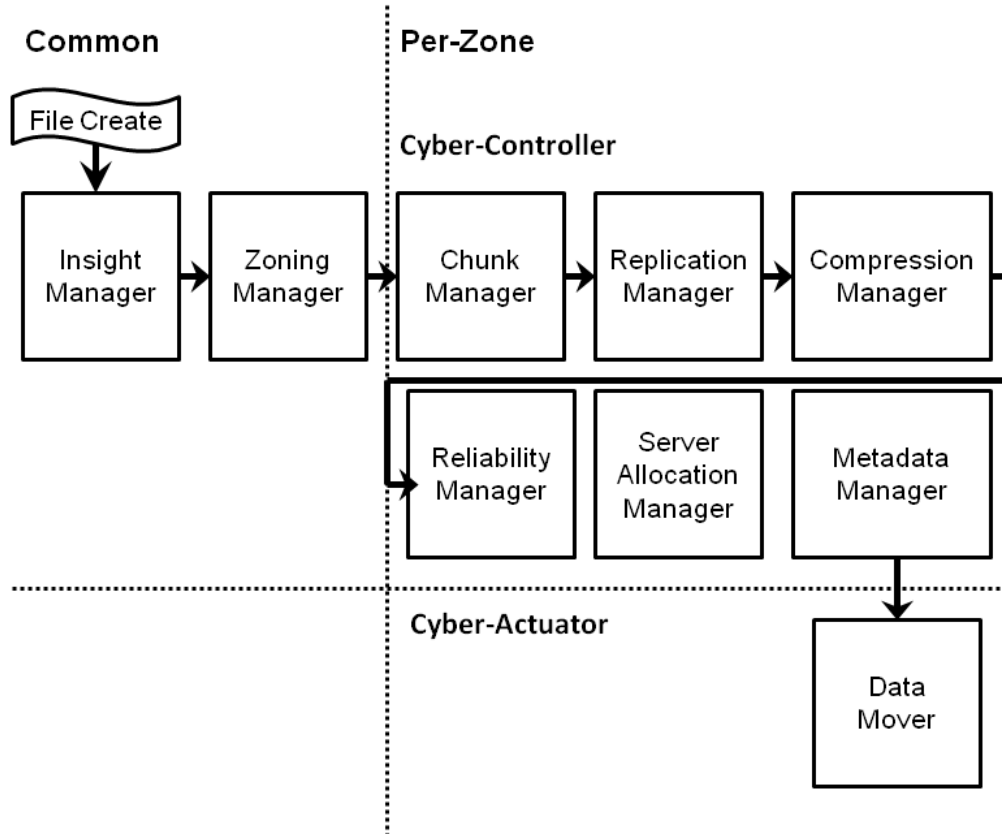 Common
Per-Zone
File Create
Cyber-Controller
Insight
Manager
Zoning
Manager
Chunk
Manager
Replication
Manager
Compression
Manager
Reliability
Manager
Server
Allocation
Manager
Metadata
Manager
Cyber-Actuator
Data
Mover